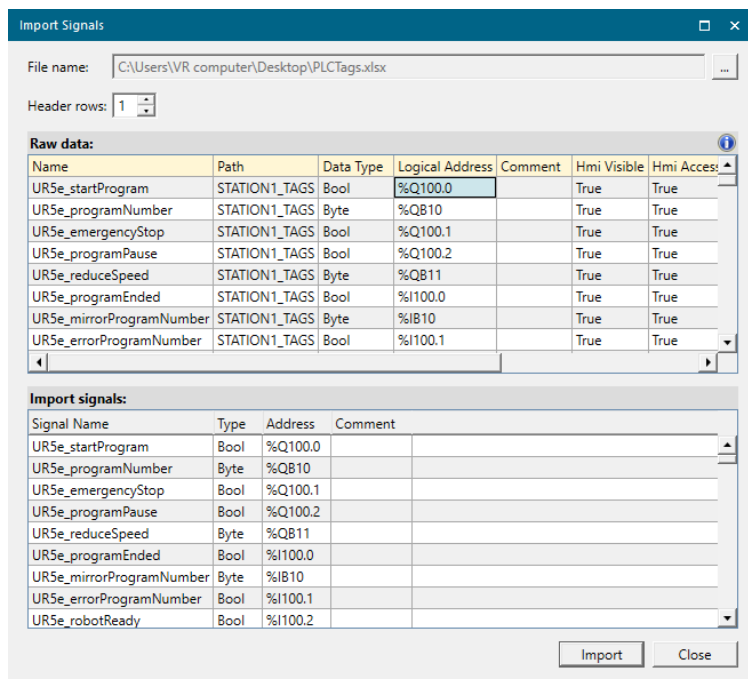 Import Signals
File name: C:\Users\VR computer\Desktop\PLCTags.xlsx ...
Header rows: 1
Raw data:
Name Path Data Type Logical Address Comment Hmi Visible Hmi Access
UR5e_startProgram STATION1_TAGS Bool %Q100.0 True True
UR5e_programNumber STATION1_TAGS Byte %QB10 True True
UR5e_emergencyStop STATION1_TAGS Bool %Q100.1 True True
UR5e_programPause STATION1_TAGS Bool %Q100.2 True True
UR5e_reduceSpeed STATION1_TAGS Byte %QB11 True True
UR5e_programEnded STATION1_TAGS Bool %I100.0 True True
UR5e_mirrorProgramNumber STATION1_TAGS Byte %IB10 True True
UR5e_errorProgramNumber STATION1_TAGS Bool %I100.1 True True
Import signals:
Signal Name Type Address Comment
UR5e_startProgram Bool %Q100.0
UR5e_programNumber Byte %QB10
UR5e_emergencyStop Bool %Q100.1
UR5e_programPause Bool %Q100.2
UR5e_reduceSpeed Byte %QB11
UR5e_programEnded Bool %I100.0
UR5e_mirrorProgramNumber Byte %IB10
UR5e_errorProgramNumber Bool %I100.1
UR5e_robotReady Bool %I100.2
Import Close